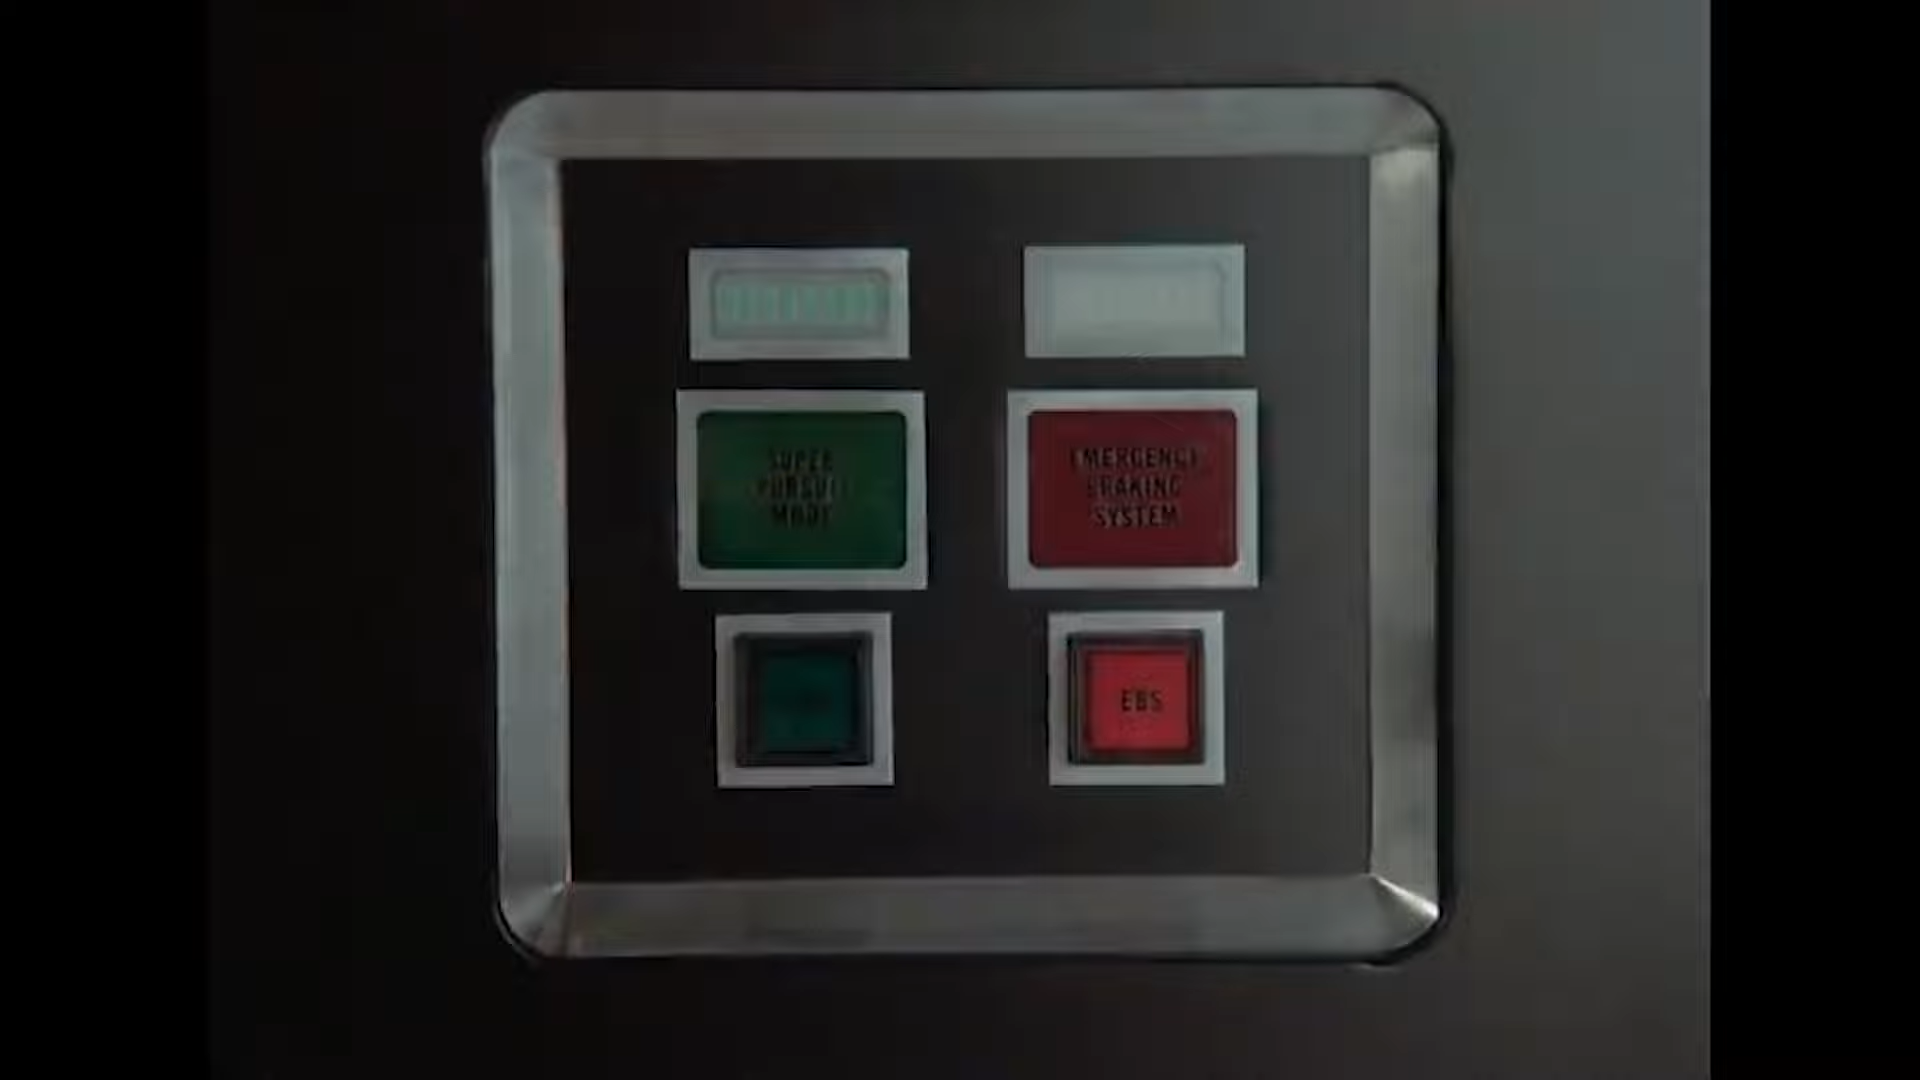 SUPER
PURSUIT
MODE
EMERGENCY
BRAKING
SYSTEM
EBS